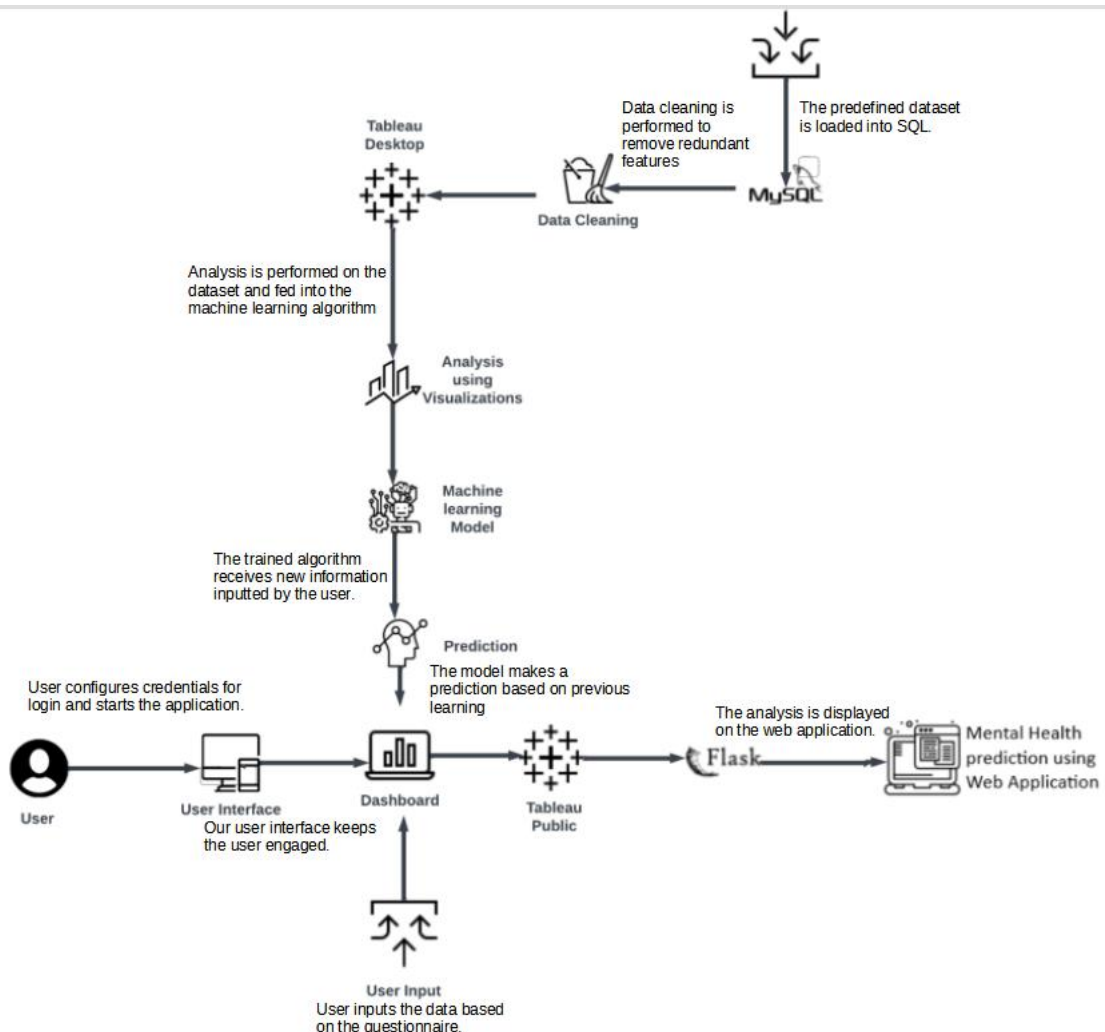 The predefined dataset
is loaded into SQL.
MySQL
Data cleaning is
performed to
remove redundant
features
Data Cleaning
Tableau
Desktop
Analysis is performed on the
dataset and fed into the
machine learning algorithm
Analysis
using
Visualizations
Machine
learning
Model
The trained algorithm
receives new information
inputted by the user.
Prediction
The model makes a
prediction based on previous
learning
User configures credentials for
login and starts the application.
User
User Interface
Our user interface keeps
the user engaged.
Dashboard
Tableau
Public
Flask
The analysis is displayed
on the web application.
Mental Health
prediction using
Web Application
User Input
User inputs the data based
on the questionnaire.